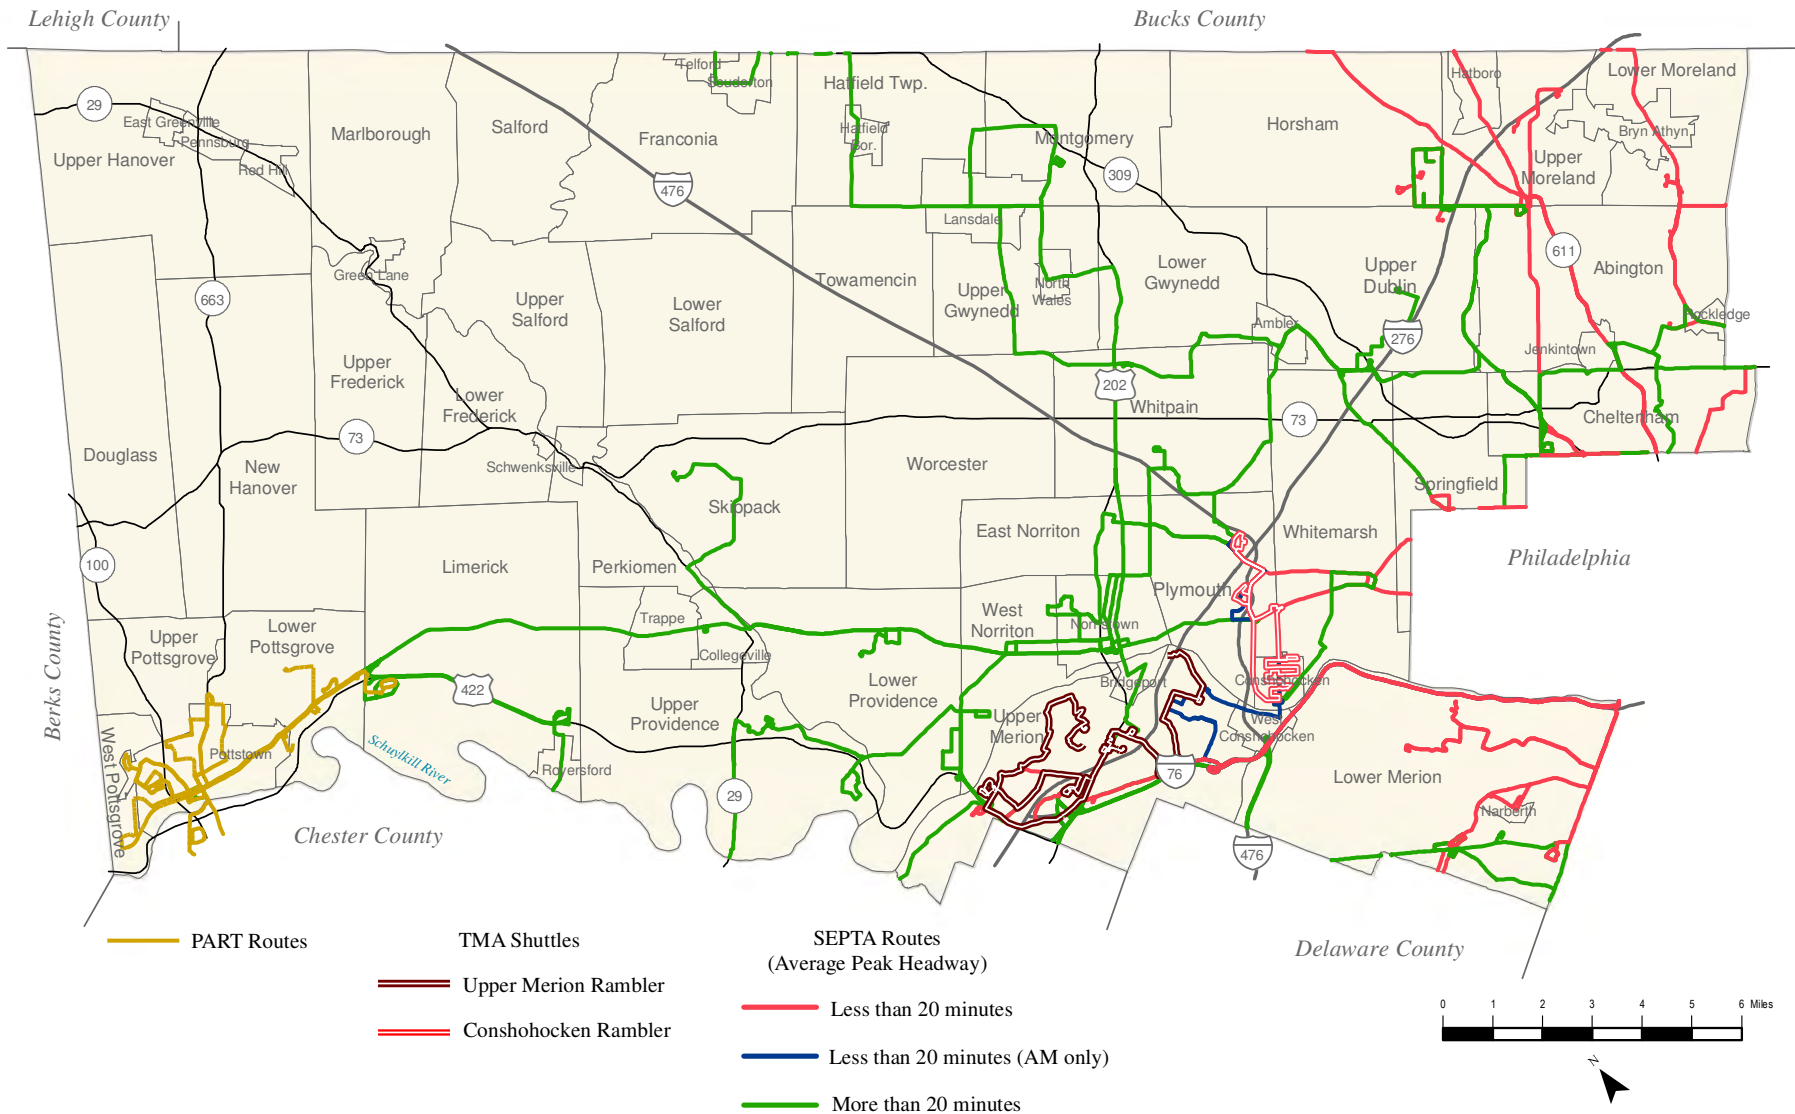 Lehigh County
Bucks County
Telford
Souderton
Hatfield Twp.
Hatboro
Lower Moreland
29
East Greenville
Pennsburg
Red Hill
Upper Hanover
Marlborough
Salford
Franconia
Hatfield
Bor.
Montgomery
Horsham
Bryn Athyn
Upper
Moreland
476
309
Lansdale
Green Lane
663
Upper
Salford
Lower
Salford
Towamencin
Upper
Gwynedd
North
Wales
Lower
Gwynedd
Upper
Dublin
611
Abington
Ambler
276
Rockledge
Jenkintown
Upper
Frederick
Lower
Frederick
202
Whitpain
73
Cheltenham
73
Douglass
New
Hanover
Schwenksville
Worcester
Skippack
Springfield
East Norriton
Whitemarsh
100
Limerick
Perkiomen
Plymouth
Philadelphia
Berks County
Upper
Pottsgrove
Lower
Pottsgrove
Trappe
Collegeville
West
Norriton
Norristown
422
Upper
Providence
Lower
Providence
Bridgeport
Conshohocken
Upper
Merion
West
Conshohocken
West Pottsgrove
Pottstown
Schuylkill River
Royersford
29
76
Lower Merion
Narberth
Chester County
476
Delaware County
PART Routes
TMA Shuttles
Upper Merion Rambler
Conshohocken Rambler
SEPTA Routes
(Average Peak Headway)
Less than 20 minutes
Less than 20 minutes (AM only)
More than 20 minutes
0 1 2 3 4 5 6 Miles
N